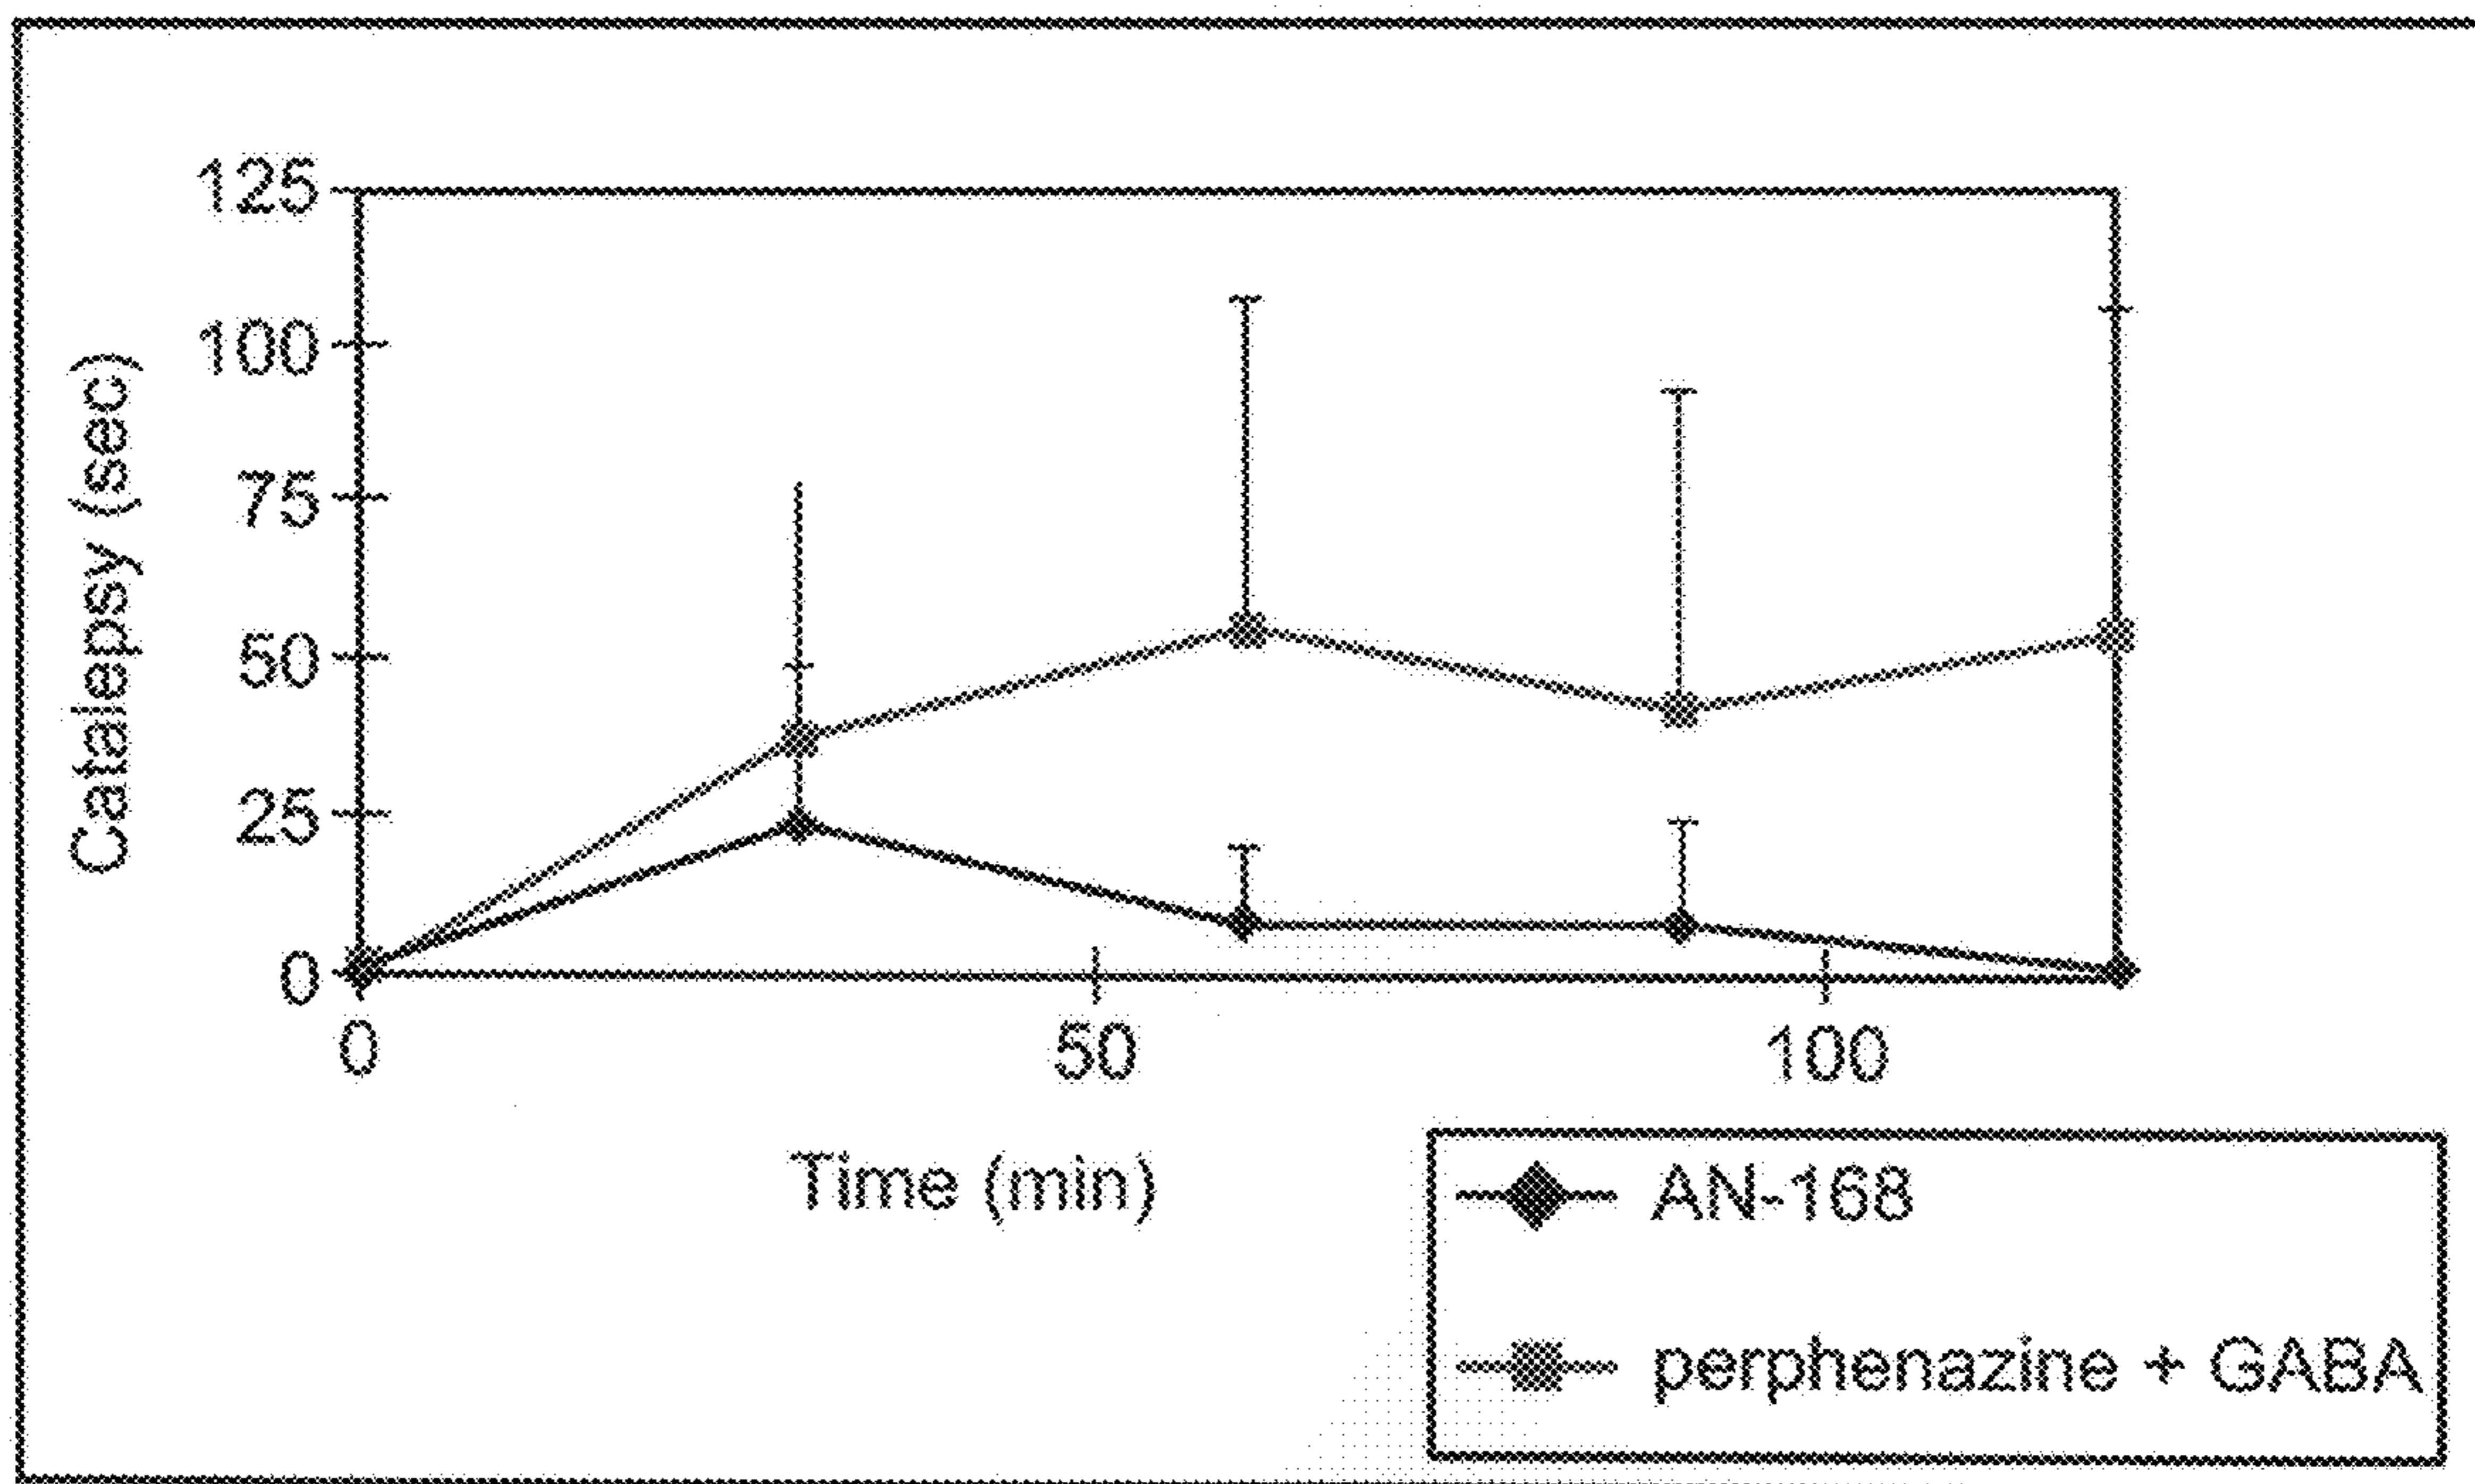 125
100
75
50
25
0
Catalepsy (sec)
0 50 100
Time (min)
AN-168
perphenazine + GABA